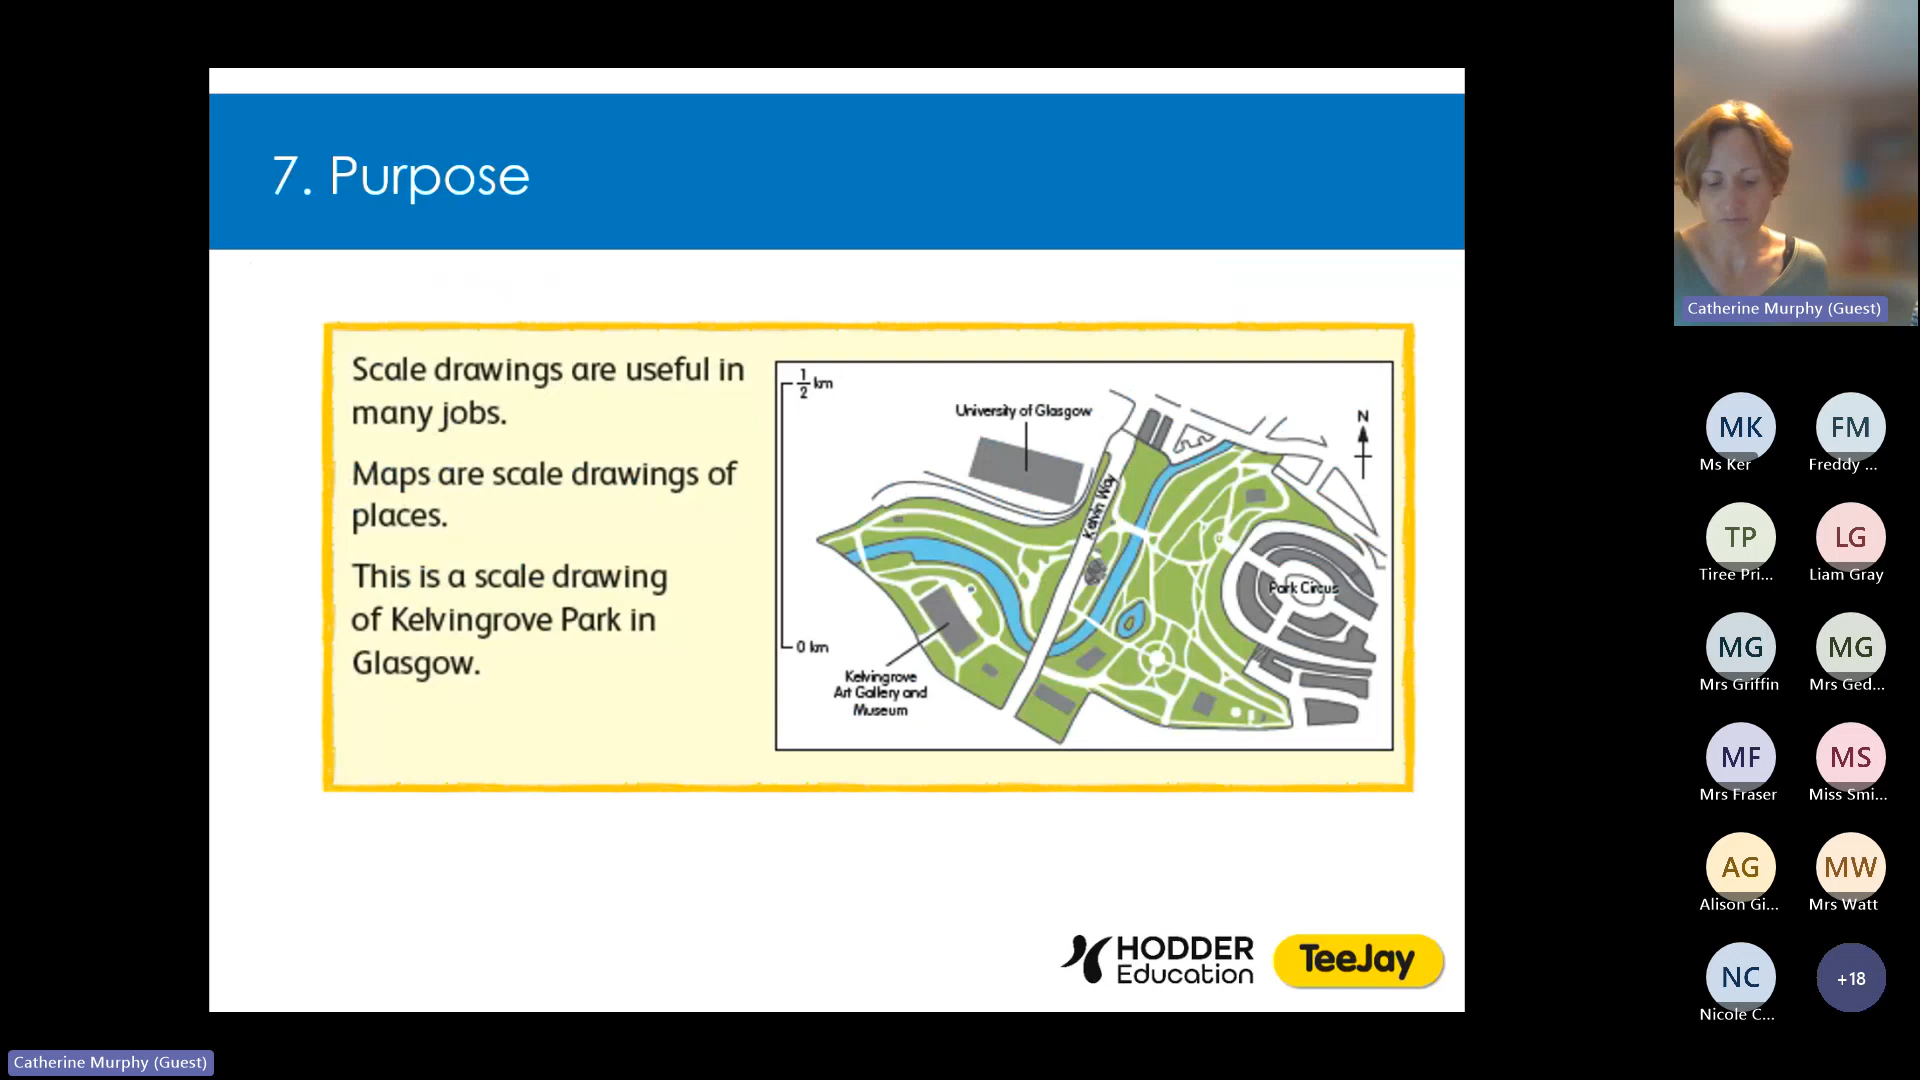 7. Purpose
Scale drawings are useful in
many jobs.
Maps are scale drawings of
places.
This is a scale drawing
of Kelvingrove Park in
Glasgow.
1/2 km
University of Glasgow
N
Kelvin Way
Park Circus
0 km
Kelvingrove
Art Gallery and
Museum
HODDER
Education
TeeJay
Catherine Murphy (Guest)
MK
FM
Ms Ker
Freddy ...
TP
LG
Tiree Pri...
Liam Gray
MG
MG
Mrs Griffin
Mrs Ged...
MF
MS
Mrs Fraser
Miss Smi...
AG
MW
Alison Gi...
Mrs Watt
NC
+18
Nicole C...
Catherine Murphy (Guest)